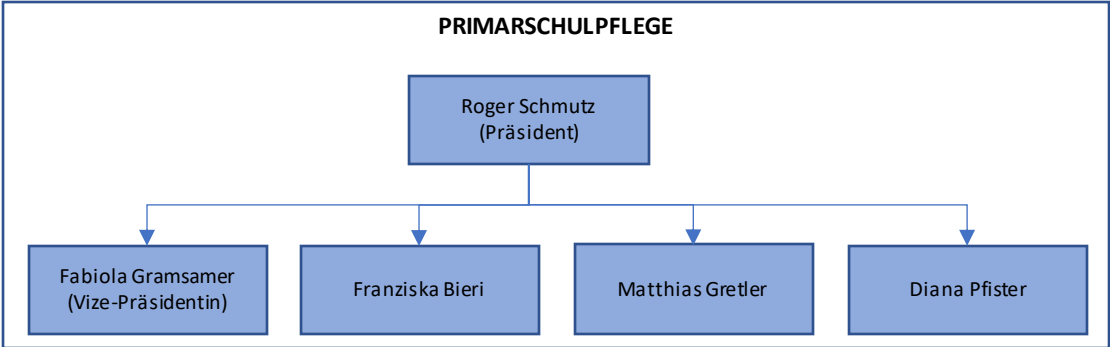 PRIMARSCHULPFLEGE
Roger Schmutz
(Präsident)
Fabiola Gramsamer
(Vize-Präsidentin)
Franziska Bieri
Matthias Gretler
Diana Pfister